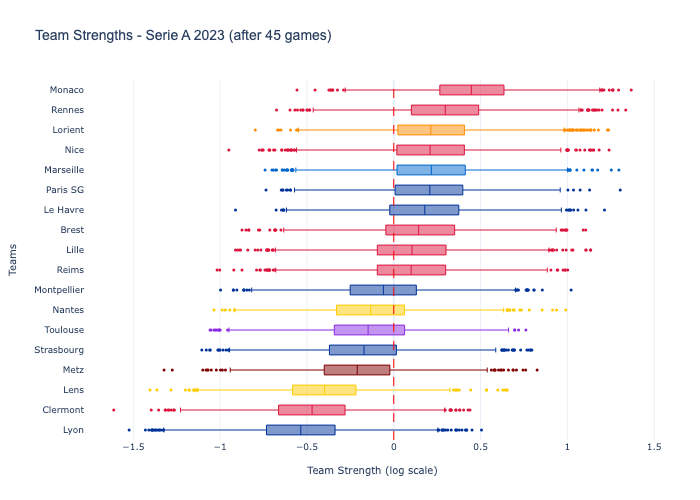 Team Strengths - Serie A 2023 (after 45 games)
Monaco
Rennes
Lorient
Nice
Marseille
Paris SG
Le Havre
Brest
Lille
Reims
Montpellier
Nantes
Toulouse
Strasbourg
Metz
Lens
Clermont
Lyon
Teams
−1.5 −1 −0.5 0 0.5 1 1.5
Team Strength (log scale)